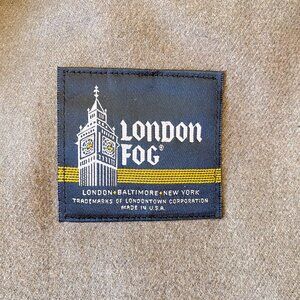 LONDON
FOG®
LONDON•BALTIMORE•NEW YORK
TRADEMARKS OF LONDONTOWN CORPORATION
MADE IN U.S.A.